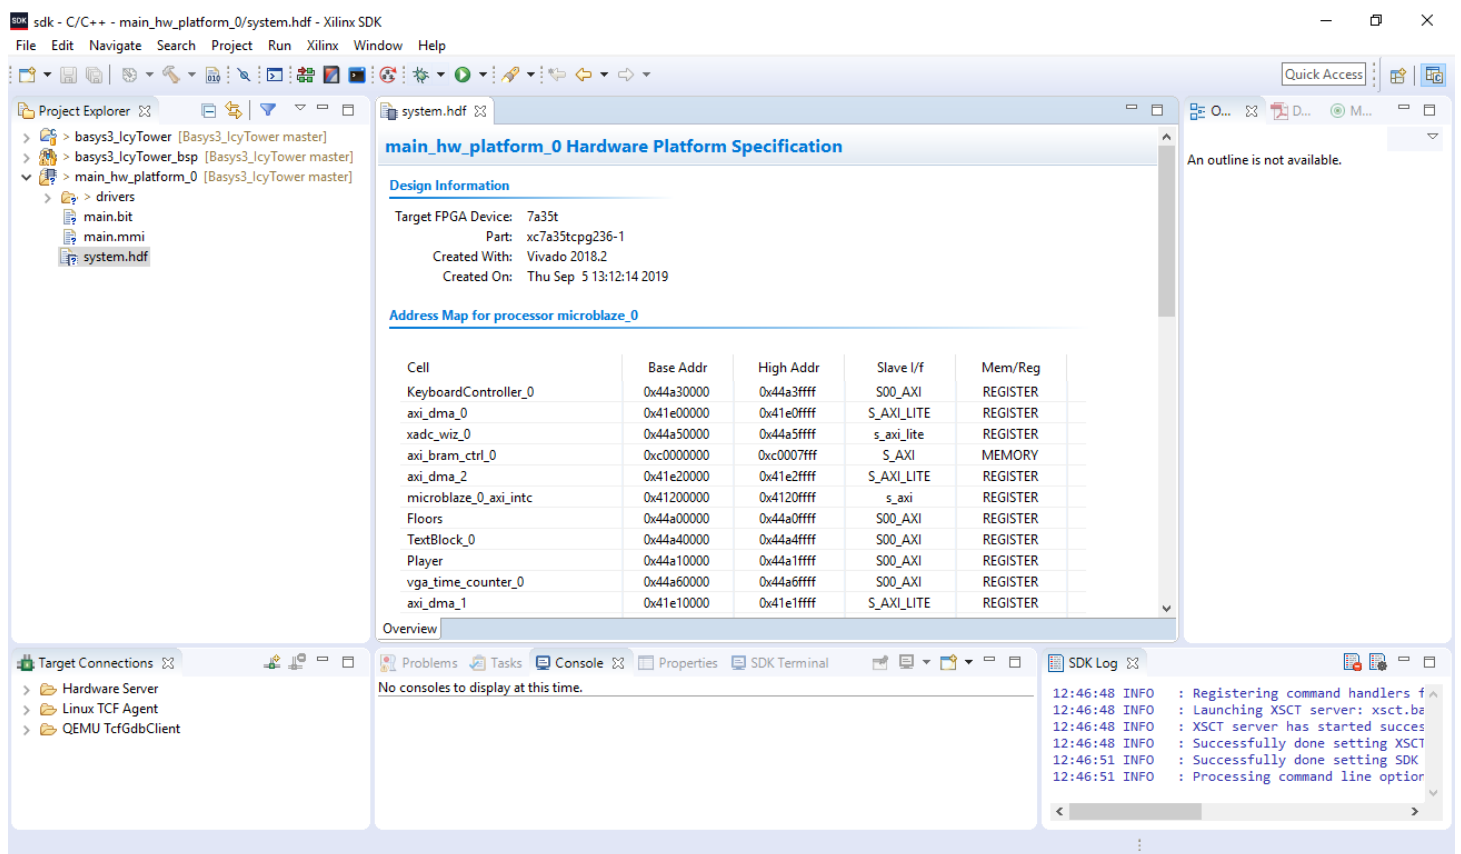 sdk - C/C++ - main_hw_platform_0/system.hdf - Xilinx SDK
File Edit Navigate Search Project Run Xilinx Window Help
Quick Access
Project Explorer
> basys3_IcyTower [Basys3_IcyTower master]
> basys3_IcyTower_bsp [Basys3_IcyTower master]
> main_hw_platform_0 [Basys3_IcyTower master]
> drivers
main.bit
main.mmi
system.hdf
system.hdf
main_hw_platform_0 Hardware Platform Specification
Design Information
Target FPGA Device: 7a35t
Part: xc7a35tcpg236-1
Created With: Vivado 2018.2
Created On: Thu Sep 5 13:12:14 2019
Address Map for processor microblaze_0
Cell Base Addr High Addr Slave I/f Mem/Reg
KeyboardController_0 0x44a30000 0x44a3ffff S00_AXI REGISTER
axi_dma_0 0x41e00000 0x41e0ffff S_AXI_LITE REGISTER
xadc_wiz_0 0x44a50000 0x44a5ffff s_axi_lite REGISTER
axi_bram_ctrl_0 0xc0000000 0xc0007fff S_AXI MEMORY
axi_dma_2 0x41e20000 0x41e2ffff S_AXI_LITE REGISTER
microblaze_0_axi_intc 0x41200000 0x4120ffff s_axi REGISTER
Floors 0x44a00000 0x44a0ffff S00_AXI REGISTER
TextBlock_0 0x44a40000 0x44a4ffff S00_AXI REGISTER
Player 0x44a10000 0x44a1ffff S00_AXI REGISTER
vga_time_counter_0 0x44a60000 0x44a6ffff S00_AXI REGISTER
axi_dma_1 0x41e10000 0x41e1ffff S_AXI_LITE REGISTER
Overview
O... D... M...
An outline is not available.
Target Connections
Hardware Server
Linux TCF Agent
QEMU TcfGdbClient
Problems Tasks Console Properties SDK Terminal
No consoles to display at this time.
SDK Log
12:46:48 INFO : Registering command handlers f
12:46:48 INFO : Launching XSCT server: xsct.ba
12:46:48 INFO : XSCT server has started succes
12:46:48 INFO : Successfully done setting XSCT
12:46:51 INFO : Successfully done setting SDK
12:46:51 INFO : Processing command line option